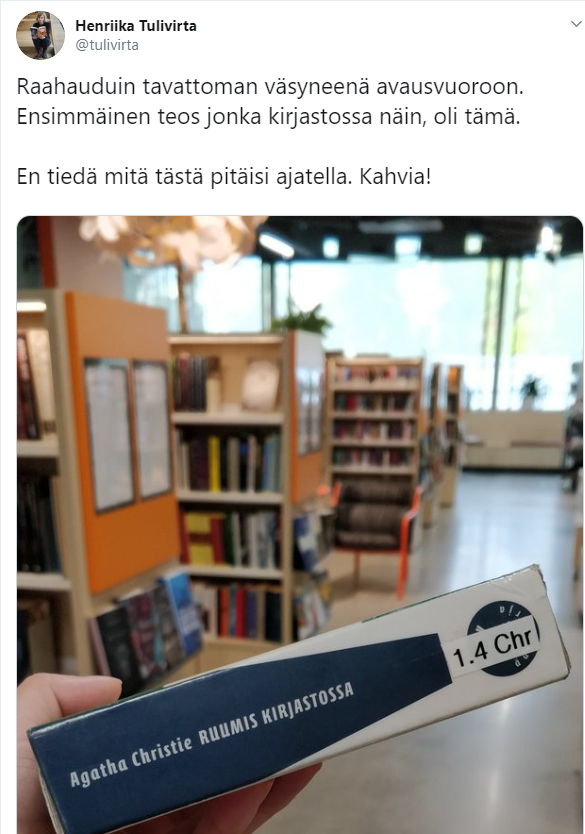 Henriika Tulivirta
@tulivirta
Raahauduin tavattoman väsyneenä avausvuoroon.
Ensimmäinen teos jonka kirjastossa näin, oli tämä.
En tiedä mitä tästä pitäisi ajatella. Kahvia!
1.4 Chr
Agatha Christie RUUMIS KIRJASTOSSA